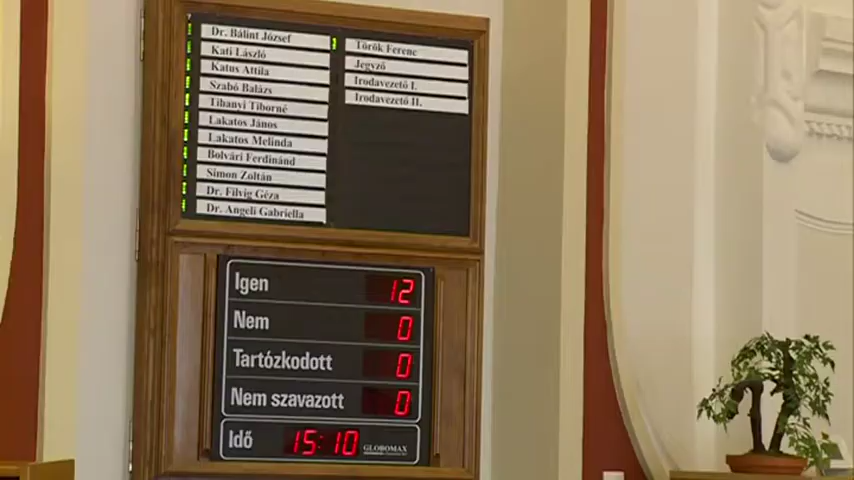 Dr. Bálint József
Kati László
Katus Attila
Szabó Balázs
Tihanyi Tiborné
Lakatos János
Lakatos Melinda
Bolvári Ferdinánd
Simon Zoltán
Dr. Filvig Géza
Dr. Angeli Gabriella
Török Ferenc
Jegyző
Irodavezető I.
Irodavezető II.
Igen 12
Nem 0
Tartózkodott 0
Nem szavazott 0
Idő 15:10 GLOBOMAX